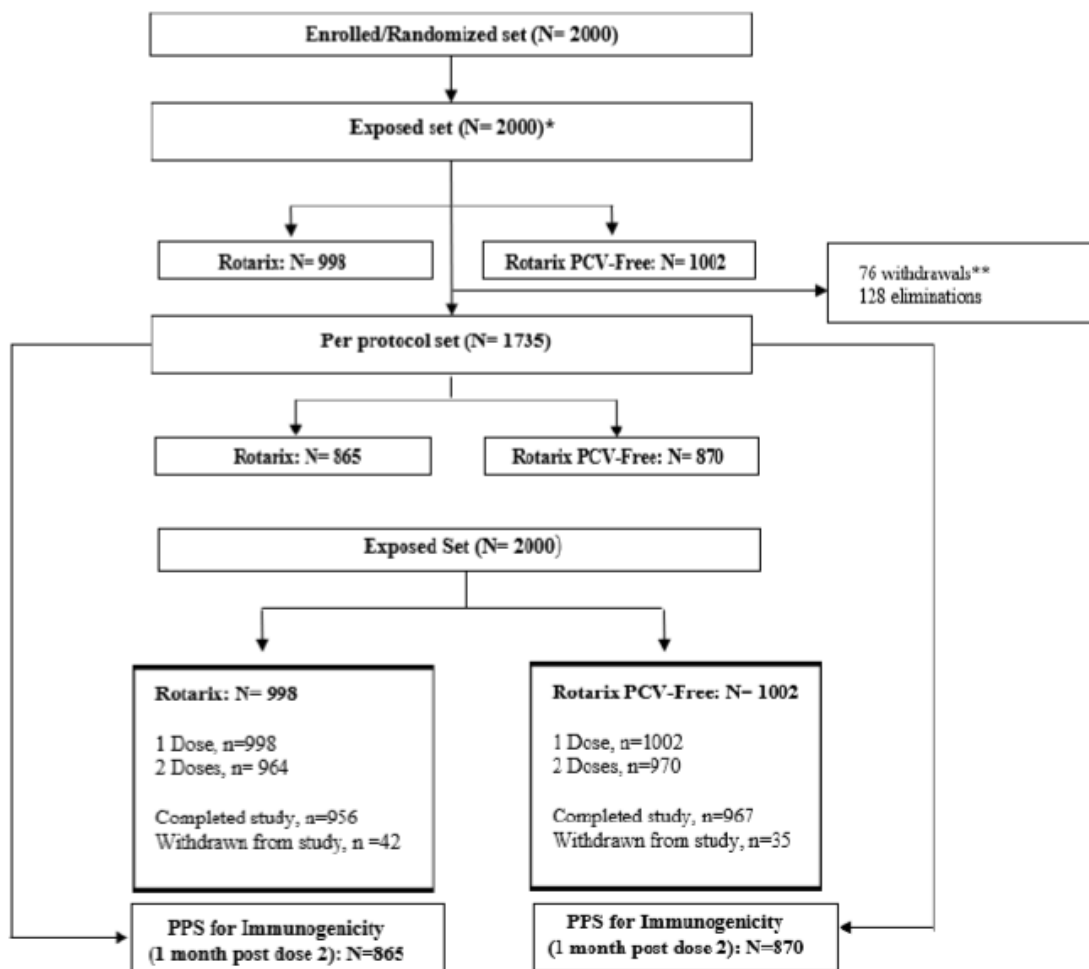 Enrolled/Randomized set (N= 2000)
Exposed set (N= 2000)*
Rotarix: N= 998
Rotarix PCV-Free: N= 1002
76 withdrawals**
128 eliminations
Per protocol set (N= 1735)
Rotarix: N= 865
Rotarix PCV-Free: N= 870
Exposed Set (N= 2000)
Rotarix: N= 998
1 Dose, n=998
2 Doses, n= 964
Completed study, n=956
Withdrawn from study, n =42
Rotarix PCV-Free: N= 1002
1 Dose, n=1002
2 Doses, n=970
Completed study, n=967
Withdrawn from study, n=35
PPS for Immunogenicity
(1 month post dose 2): N=865
PPS for Immunogenicity
(1 month post dose 2): N=870